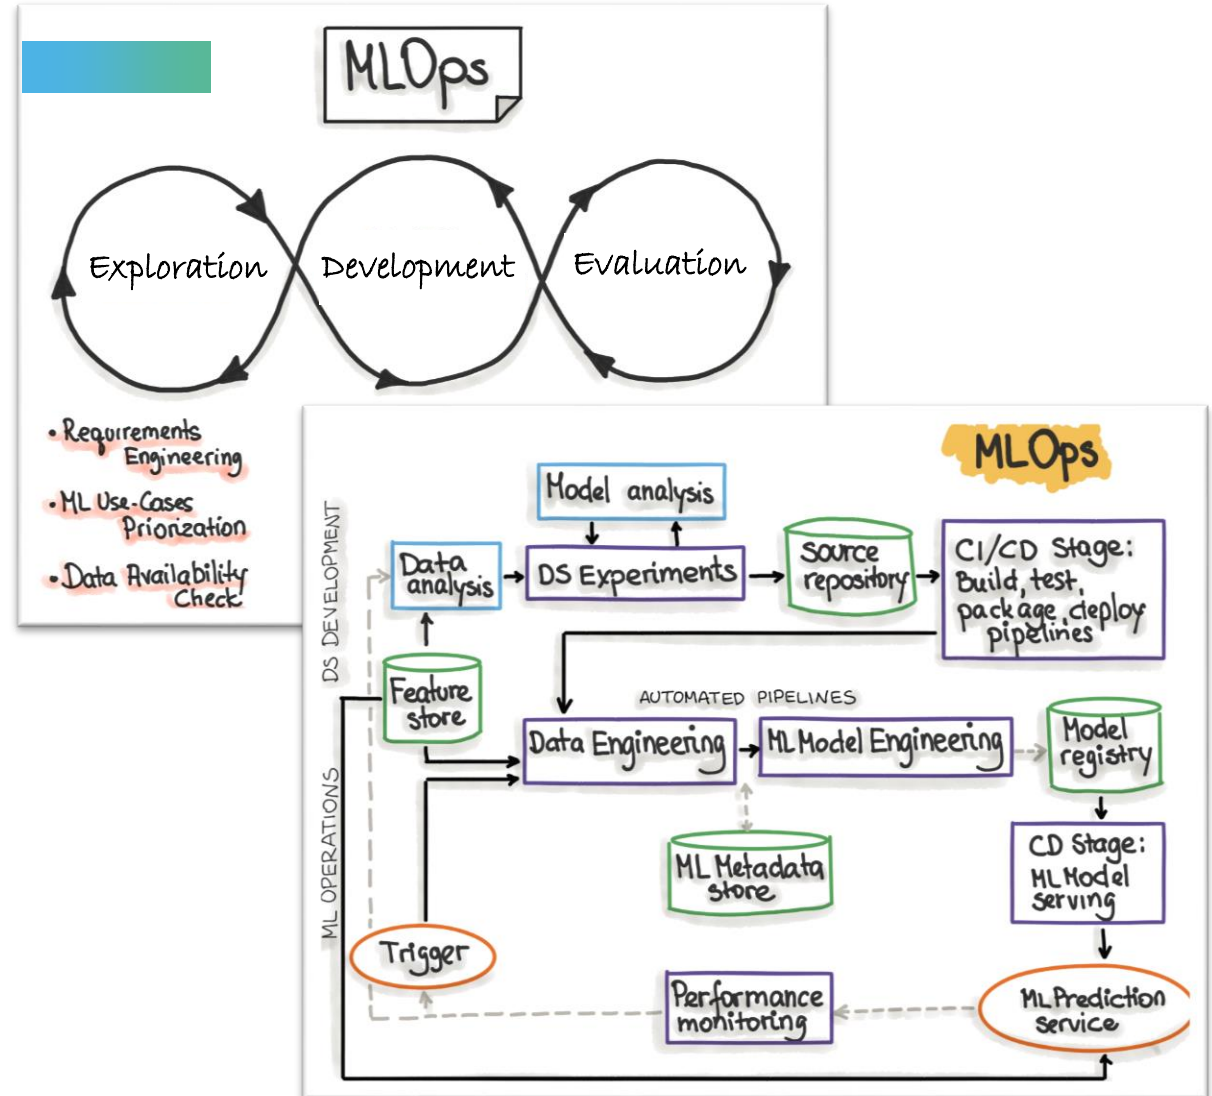 MLOps
Exploration
Development
Evaluation
• Requirements
Engineering
• ML Use-Cases
Priorization
• Data Availability
Check
MLOps
DS DEVELOPMENT
Model analysis
Data
analysis
DS Experiments
Source
repository
CI/CD Stage:
Build, test,
package, deploy
pipelines
Feature
store
AUTOMATED PIPELINES
Data Engineering
ML Model Engineering
Model
registry
ML OPERATIONS
ML Metadata
store
CD Stage:
ML Model
serving
Trigger
Performance
monitoring
ML Prediction
service